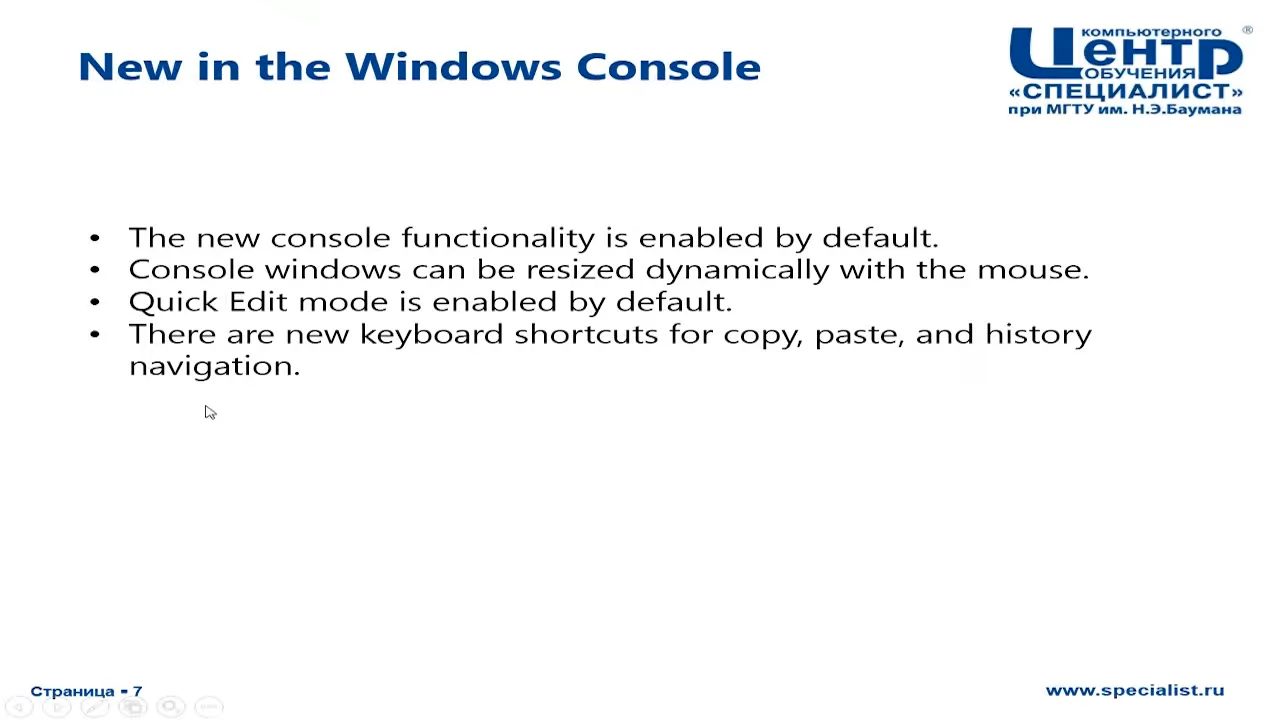 New in the Windows Console
компьютерного
Центр
ОБУЧЕНИЯ
«СПЕЦИАЛИСТ»
при МГТУ им. Н.Э.Баумана
®
• The new console functionality is enabled by default.
• Console windows can be resized dynamically with the mouse.
• Quick Edit mode is enabled by default.
• There are new keyboard shortcuts for copy, paste, and history
navigation.
Страница - 7
www.specialist.ru